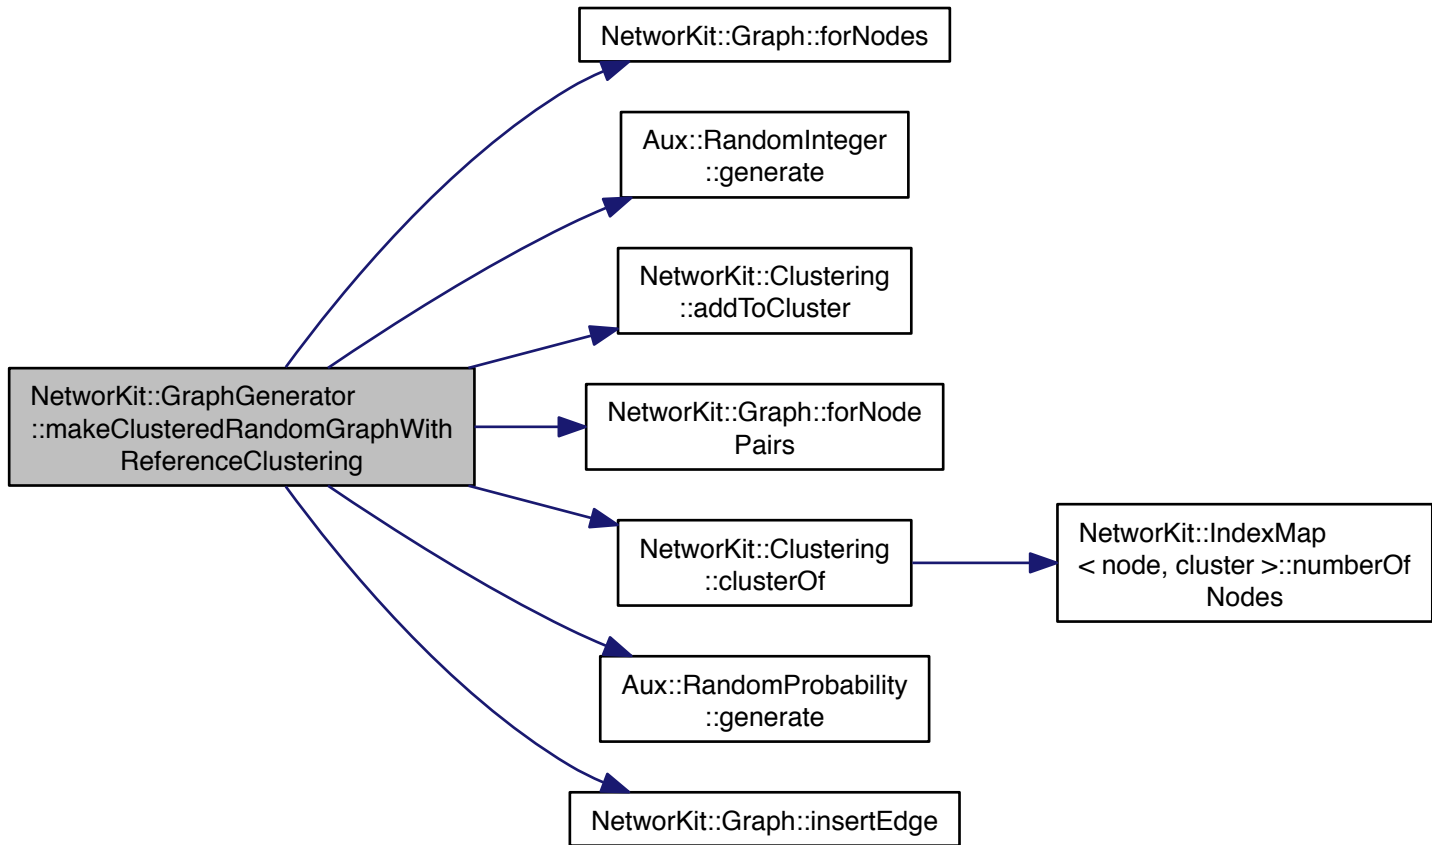 NetworKit::Graph::forNodes
Aux::RandomInteger
::generate
NetworKit::Clustering
::addToCluster
NetworKit::GraphGenerator
::makeClusteredRandomGraphWith
ReferenceClustering
NetworKit::Graph::forNode
Pairs
NetworKit::Clustering
::clusterOf
NetworKit::IndexMap
< node, cluster >::numberOf
Nodes
Aux::RandomProbability
::generate
NetworKit::Graph::insertEdge